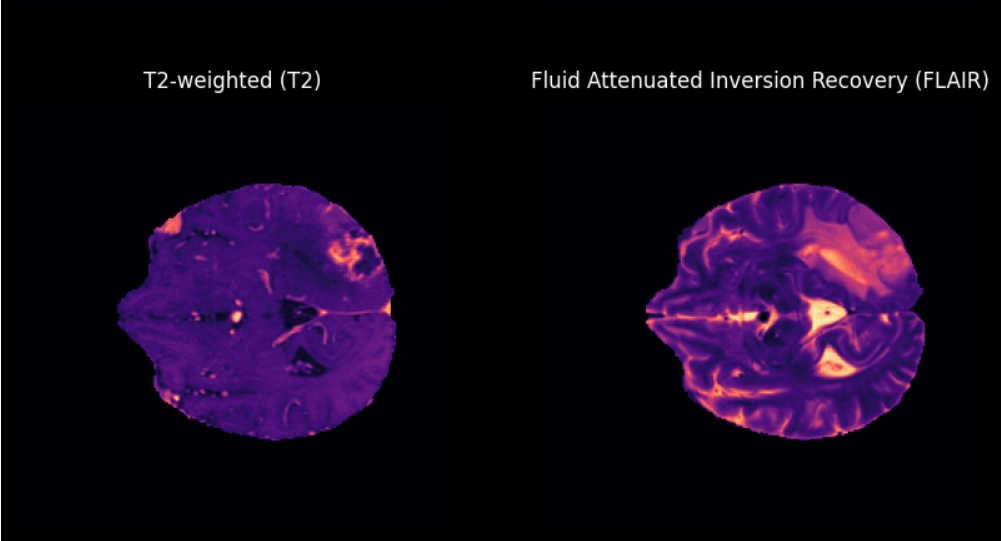 T2-weighted (T2)
Fluid Attenuated Inversion Recovery (FLAIR)